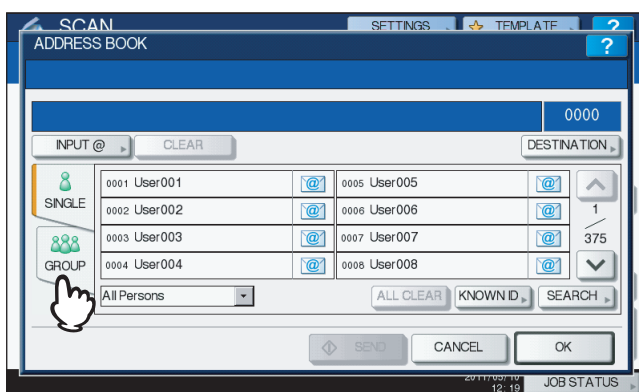 SCAN
SETTINGS TEMPLATE ?
ADDRESS BOOK ?
0000
INPUT @ CLEAR DESTINATION
SINGLE
GROUP
0001 User001 @ 0005 User005 @
0002 User002 @ 0006 User006 @
0003 User003 @ 0007 User007 @
0004 User004 @ 0008 User008 @
1
375
All Persons ALL CLEAR KNOWN ID SEARCH
SEND CANCEL OK
12:19 JOB STATUS